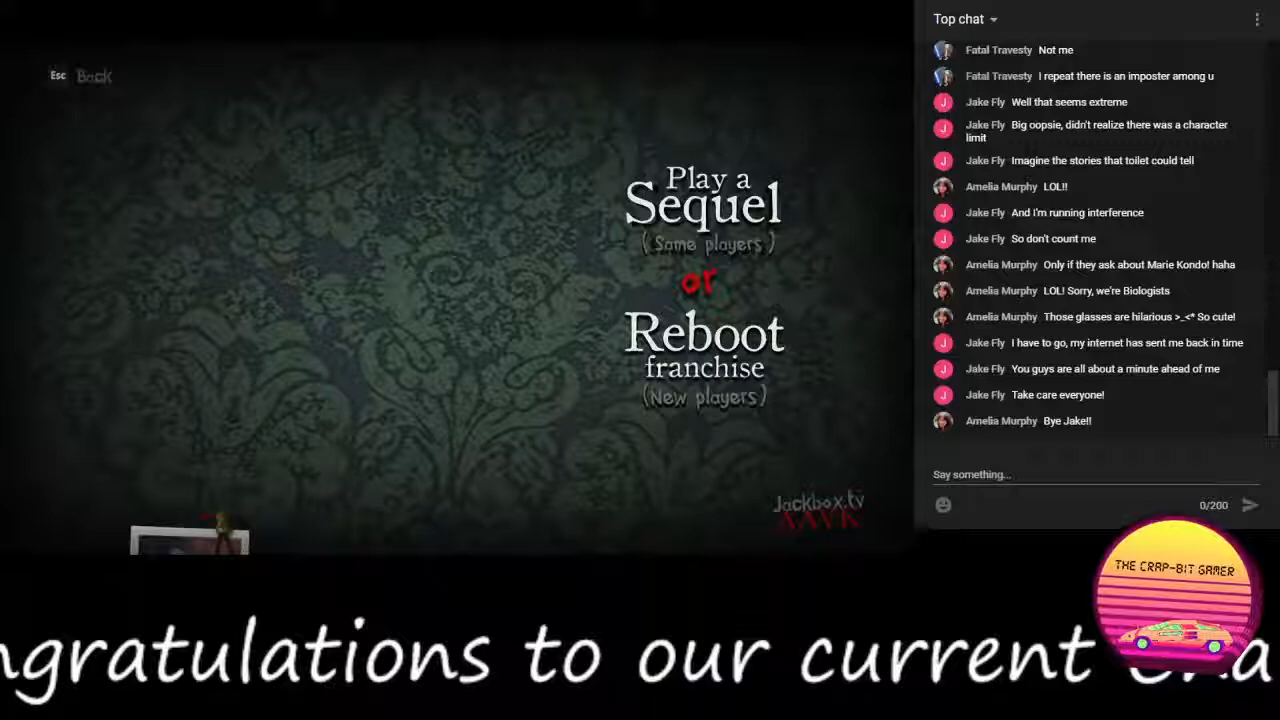 Top chat
Esc Back
Play a
Sequel
(Same players)
or
Reboot
franchise
(New players)
Jackbox.tv
Fatal Travesty Not me
Fatal Travesty I repeat there is an imposter among u
Jake Fly Well that seems extreme
Jake Fly Big oopsie, didn't realize there was a character
limit
Jake Fly Imagine the stories that toilet could tell
Amelia Murphy LOL!!
Jake Fly And I'm running interference
Jake Fly So don't count me
Amelia Murphy Only if they ask about Marie Kondo! haha
Amelia Murphy LOL! Sorry, we're Biologists
Amelia Murphy Those glasses are hilarious >_<* So cute!
Jake Fly I have to go, my internet has sent me back in time
Jake Fly You guys are all about a minute ahead of me
Jake Fly Take care everyone!
Amelia Murphy Bye Jake!!
Say something...
0/200
THE CRAP-BIT GAMER
ngratulations to our current